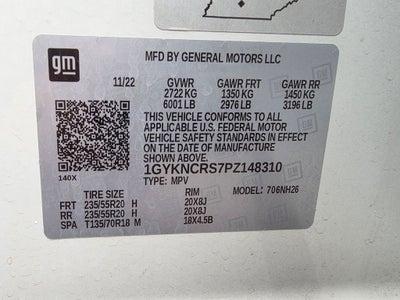 gm
MFD BY GENERAL MOTORS LLC
11/22 GVWR GAWR FRT GAWR RR
2722 KG 1350 KG 1450 KG
6001 LB 2976 LB 3196 LB
THIS VEHICLE CONFORMS TO ALL
APPLICABLE U.S. FEDERAL MOTOR
VEHICLE SAFETY STANDARDS IN EFFECT
ON THE DATE OF MANUFACTURE
SHOWN ABOVE.
1GYKNCRS7PZ148310
140X TYPE: MPV MODEL: 706NH26
TIRE SIZE RIM
FRT 235/55R20 H 20X8J
RR 235/55R20 H 20X8J
SPA T135/70R18 M 18X4.5B